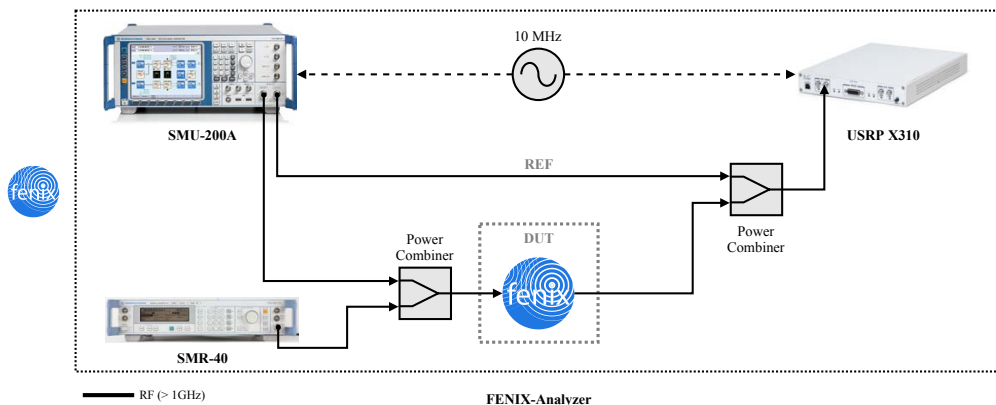 10 MHz
SMU-200A
USRP X310
REF
fenix
Power
Combiner
DUT
Power
Combiner
fenix
SMR-40
RF (> 1GHz)
FENIX-Analyzer